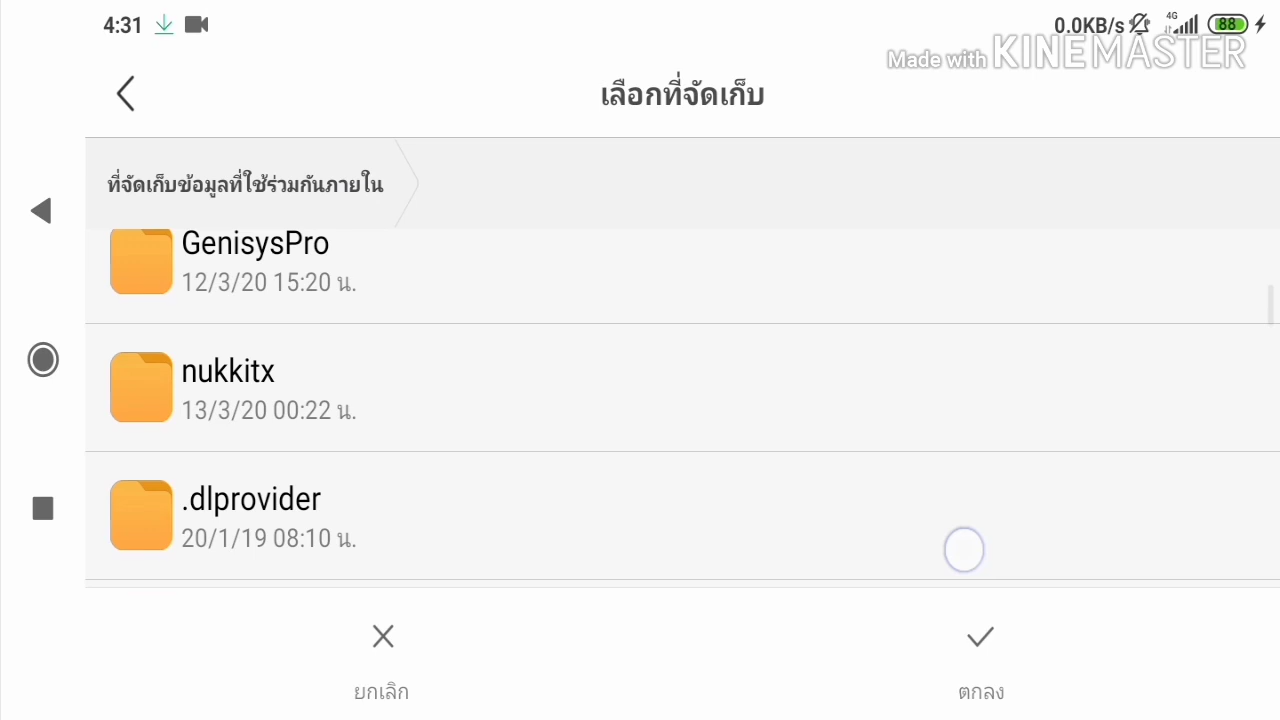 4:31
0.0KB/s 4G 88
Made with KINEMASTER
เลือกที่จัดเก็บ
ที่จัดเก็บข้อมูลที่ใช้ร่วมกันภายใน
GenisysPro
12/3/20 15:20 น.
nukkitx
13/3/20 00:22 น.
.dlprovider
20/1/19 08:10 น.
ยกเลิก
ตกลง